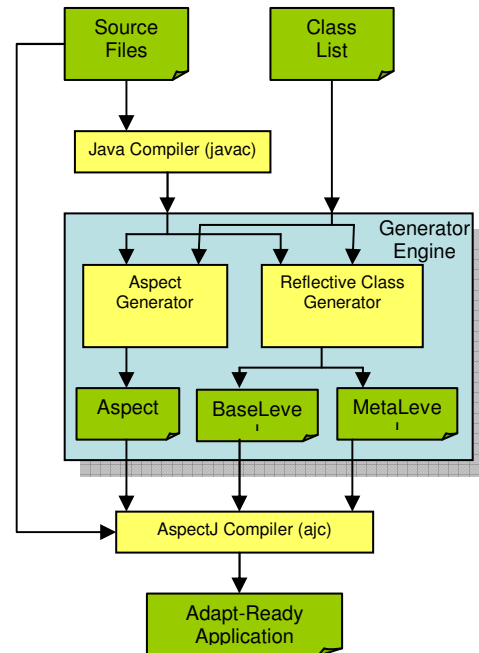 Source
Files
Class
List
Java Compiler (javac)
Generator
Engine
Aspect
Generator
Reflective Class
Generator
Aspect
BaseLeve
MetaLeve
AspectJ Compiler (ajc)
Adapt-Ready
Application